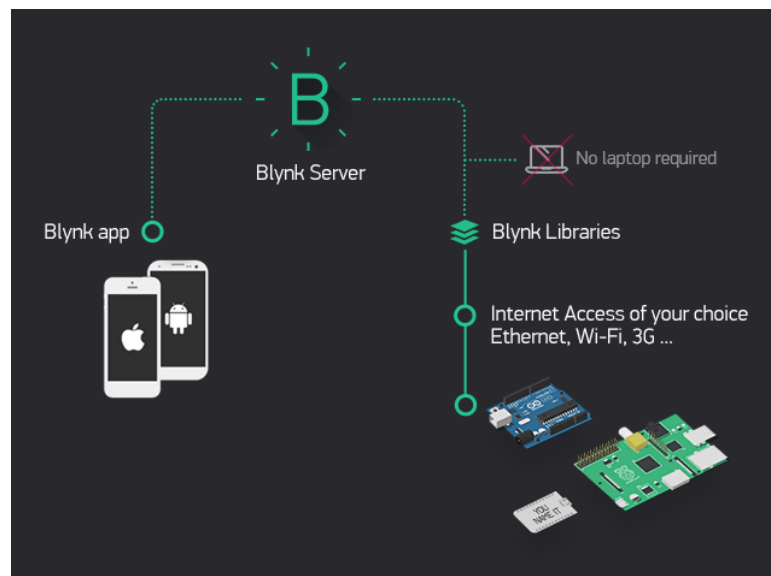 B
Blynk Server
No laptop required
Blynk app
Blynk Libraries
Internet Access of your choice
Ethernet, Wi-Fi, 3G ...
YOU
NAME IT